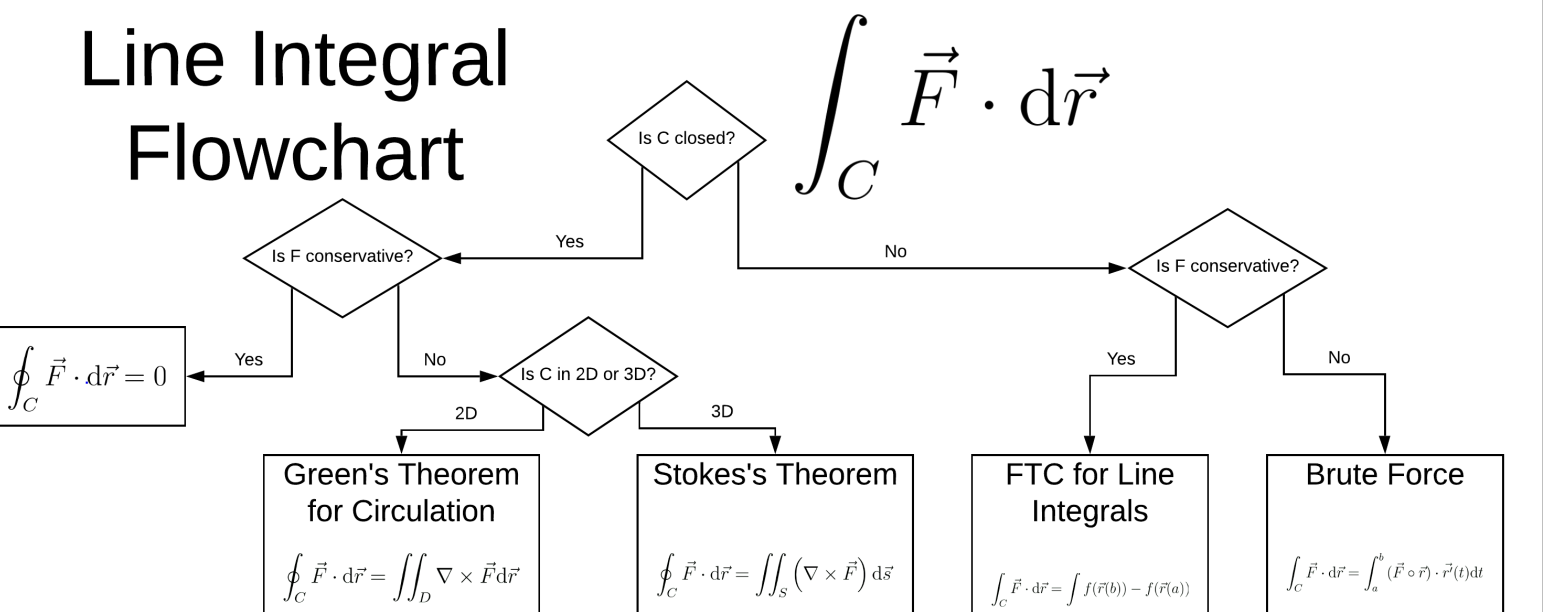 Line Integral
Flowchart
∫_C F⃗ · dr⃗
Is C closed?
Yes
No
Is F conservative?
Is F conservative?
Yes
No
Yes
No
∮_C F⃗ · dr⃗ = 0
Is C in 2D or 3D?
2D
3D
Green's Theorem
for Circulation
∮_C F⃗ · dr⃗ = ∬_D ∇ × F⃗dr⃗
Stokes's Theorem
∮_C F⃗ · dr⃗ = ∬_S (∇ × F⃗) ds⃗
FTC for Line
Integrals
∫_C F⃗ · dr⃗ = ∫ f(r⃗(b)) − f(r⃗(a))
Brute Force
∫_C F⃗ · dr⃗ = ∫_a^b (F⃗ ∘ r⃗) · r⃗′(t)dt